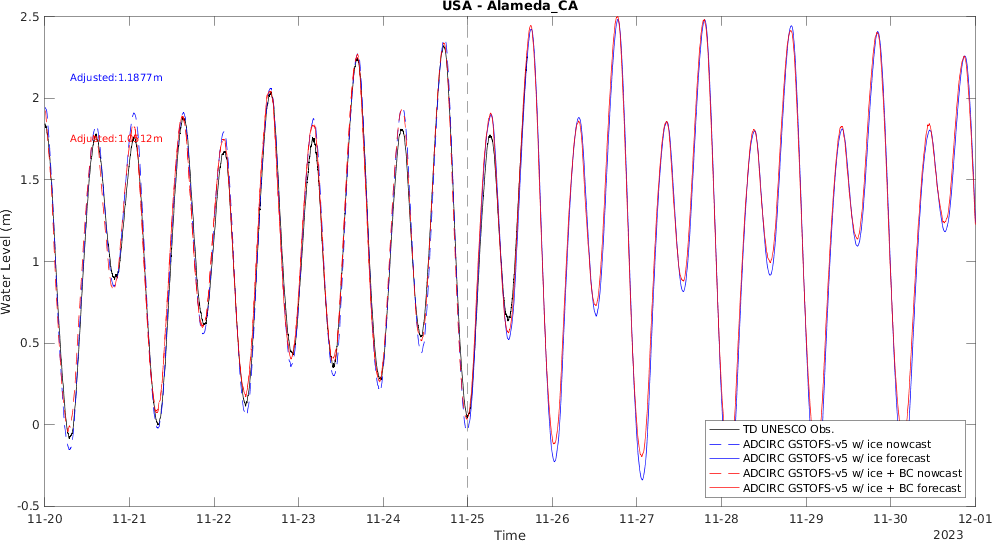 USA - Alameda_CA
2.5
2
1.5
1
0.5
0
-0.5
Water Level (m)
Adjusted:1.1877m
11-20
11-21
11-22
11-23
11-24
11-25
11-26
11-27
11-28
11-29
11-30
12-01
Time
2023
TD UNESCO Obs.
ADCIRC GSTOFS-v5 w/ ice nowcast
ADCIRC GSTOFS-v5 w/ ice forecast
ADCIRC GSTOFS-v5 w/ ice + BC nowcast
ADCIRC GSTOFS-v5 w/ ice + BC forecast